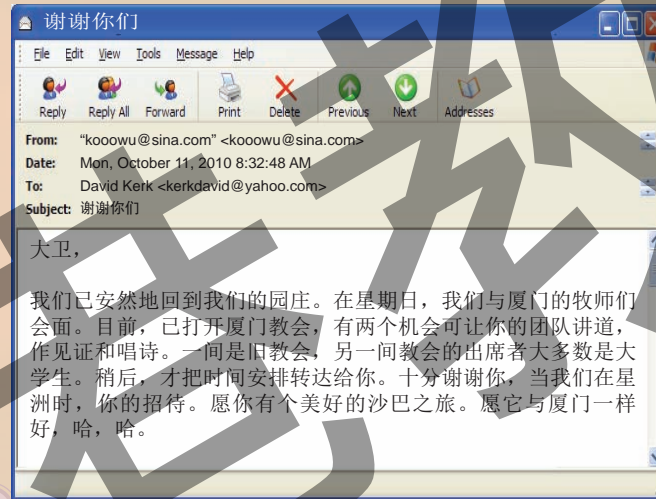 谢谢你们
File Edit View Tools Message Help
Reply Reply All Forward Print Delete Previous Next Addresses
From: “kooowu@sina.com” <kooowu@sina.com>
Date: Mon, October 11, 2010 8:32:48 AM
To: David Kerk <kerkdavid@yahoo.com>
Subject: 谢谢你们
大卫，
我们已安然地回到我们的园庄。在星期日，我们与厦门的牧师们
会面。目前，已打开厦门教会，有两个机会可让你的团队讲道，
作见证和唱诗。一间是旧教会，另一间教会的出席者大多数是大
学生。稍后，才把时间安排转达给你。十分谢谢你，当我们在星
洲时，你的招待。愿你有个美好的沙巴之旅。愿它与厦门一样
好，哈，哈。